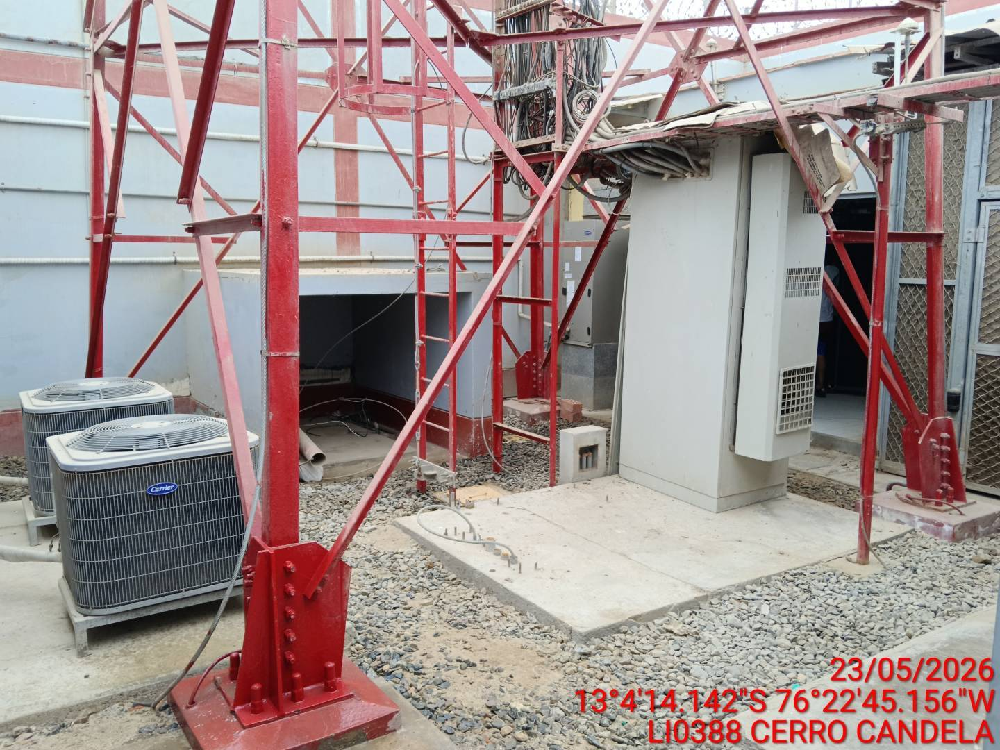 Carrier
23/05/2026
13°4'14.142"S 76°22'45.156"W
LI0388 CERRO CANDELA